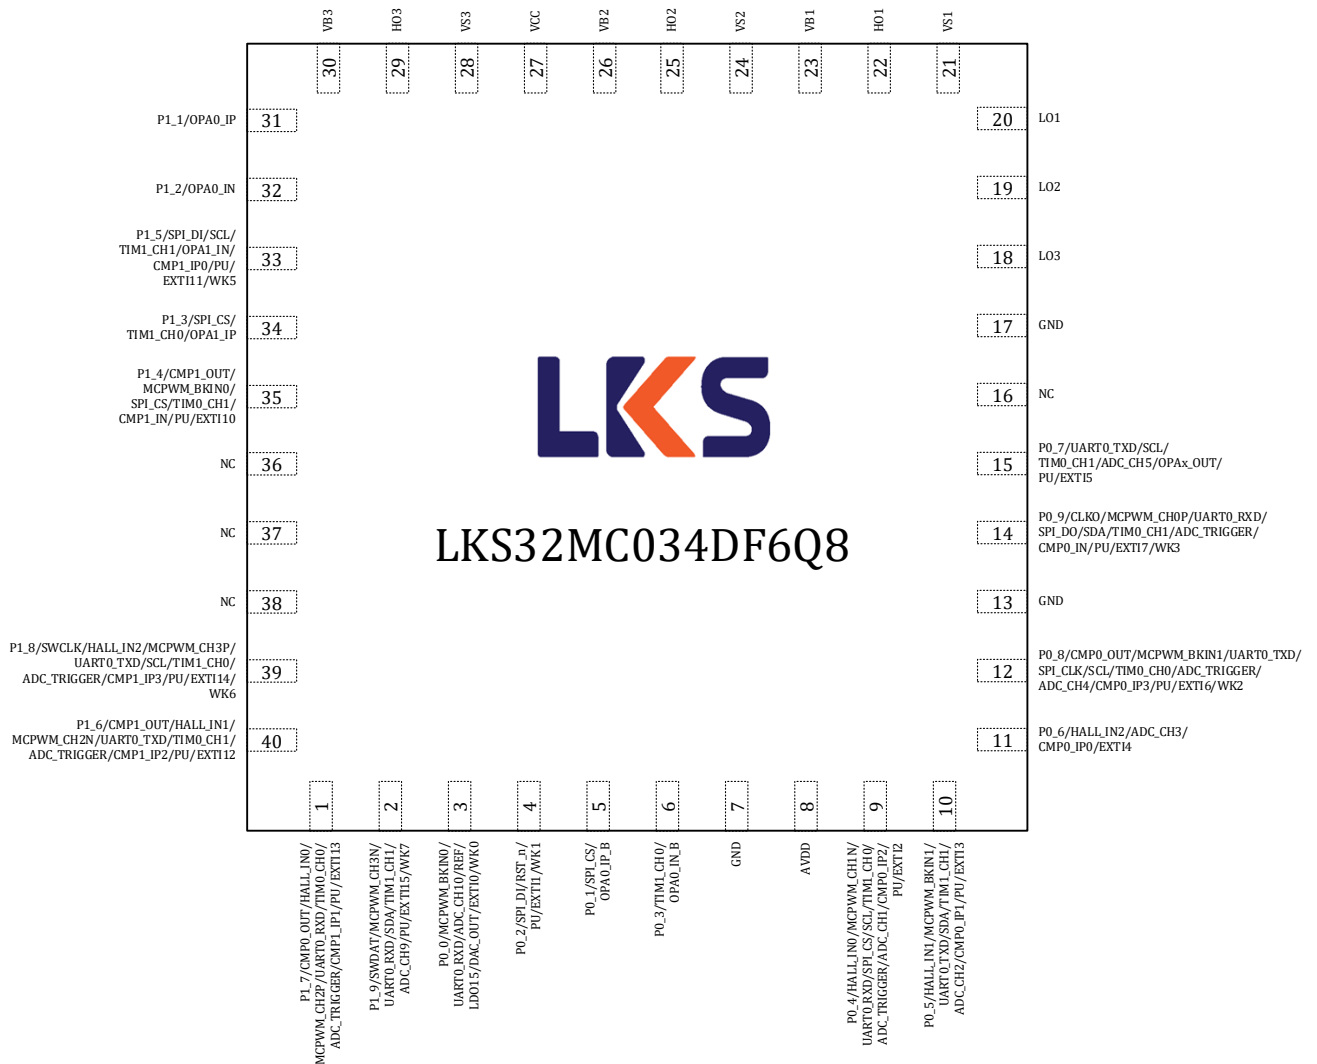 VB3
HO3
VS3
VCC
VB2
HO2
VS2
VB1
HO1
VS1
30
29
28
27
26
25
24
23
22
21
P1_1/OPA0_IP
31
P1_2/OPA0_IN
32
P1_5/SPI_DI/SCL/
TIM1_CH1/OPA1_IN/
CMP1_IP0/PU/
EXTI11/WK5
33
P1_3/SPI_CS/
TIM1_CH0/OPA1_IP
34
P1_4/CMP1_OUT/
MCPWM_BKIN0/
SPI_CS/TIM0_CH1/
CMP1_IN/PU/EXTI10
35
NC
36
NC
37
NC
38
P1_8/SWCLK/HALL_IN2/MCPWM_CH3P/
UART0_TXD/SCL/TIM1_CH0/
ADC_TRIGGER/CMP1_IP3/PU/EXTI14/
WK6
39
P1_6/CMP1_OUT/HALL_IN1/
MCPWM_CH2N/UART0_TXD/TIM0_CH1/
ADC_TRIGGER/CMP1_IP2/PU/EXTI12
40
LKS
LKS32MC034DF6Q8
20
LO1
19
LO2
18
LO3
17
GND
16
NC
15
P0_7/UART0_TXD/SCL/
TIM0_CH1/ADC_CH5/OPAx_OUT/
PU/EXTI5
14
P0_9/CLKO/MCPWM_CH0P/UART0_RXD/
SPI_DO/SDA/TIM0_CH1/ADC_TRIGGER/
CMP0_IN/PU/EXTI7/WK3
13
GND
12
P0_8/CMP0_OUT/MCPWM_BKIN1/UART0_TXD/
SPI_CLK/SCL/TIM0_CH0/ADC_TRIGGER/
ADC_CH4/CMP0_IP3/PU/EXTI6/WK2
11
P0_6/HALL_IN2/ADC_CH3/
CMP0_IP0/EXTI4
1
2
3
4
5
6
7
8
9
10
P1_7/CMP0_OUT/HALL_IN0/
MCPWM_CH2P/UART0_RXD/TIM0_CH0/
ADC_TRIGGER/CMP1_IP1/PU/EXTI13
P1_9/SWDAT/MCPWM_CH3N/
UART0_RXD/SDA/TIM1_CH1/
ADC_CH9/PU/EXTI15/WK7
P0_0/MCPWM_BKIN0/
UART0_RXD/ADC_CH10/REF/
LDO15/DAC_OUT/EXTI0/WK0
P0_2/SPI_DI/RST_n/
PU/EXTI1/WK1
P0_1/SPI_CS/
OPA0_IP_B
P0_3/TIM1_CH0/
OPA0_IN_B
GND
AVDD
P0_4/HALL_IN0/MCPWM_CH1N/
UART0_RXD/SPI_CS/SCL/TIM1_CH0/
ADC_TRIGGER/ADC_CH1/CMP0_IP2/
PU/EXTI2
P0_5/HALL_IN1/MCPWM_BKIN1/
UART0_TXD/SDA/TIM1_CH1/
ADC_CH2/CMP0_IP1/PU/EXTI3